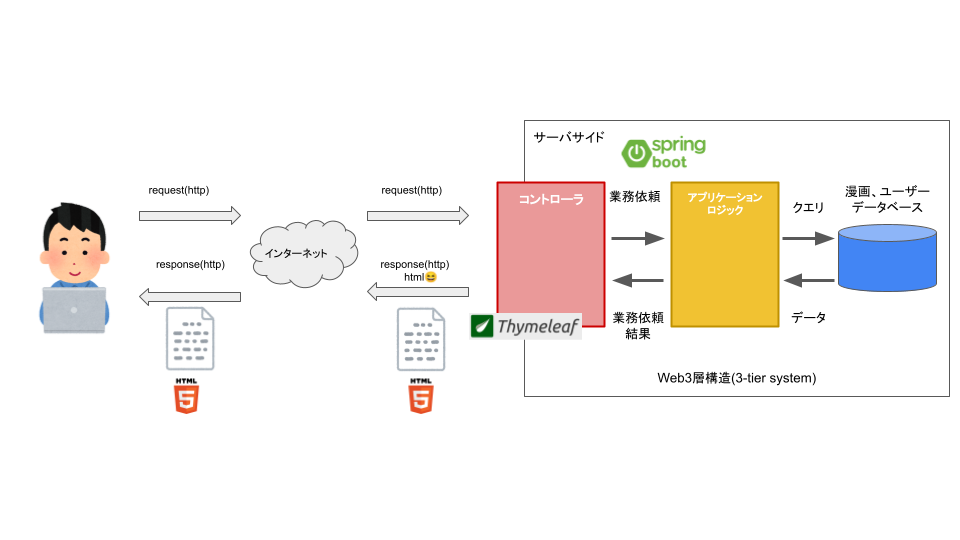 サーバサイド
spring
boot
request(http)
request(http)
コントローラ
業務依頼
アプリケーション
ロジック
クエリ
漫画、ユーザー
データベース
インターネット
response(http)
response(http)
html😆
Thymeleaf
業務依頼
結果
データ
HTML
5
HTML
5
Web3層構造(3-tier system)